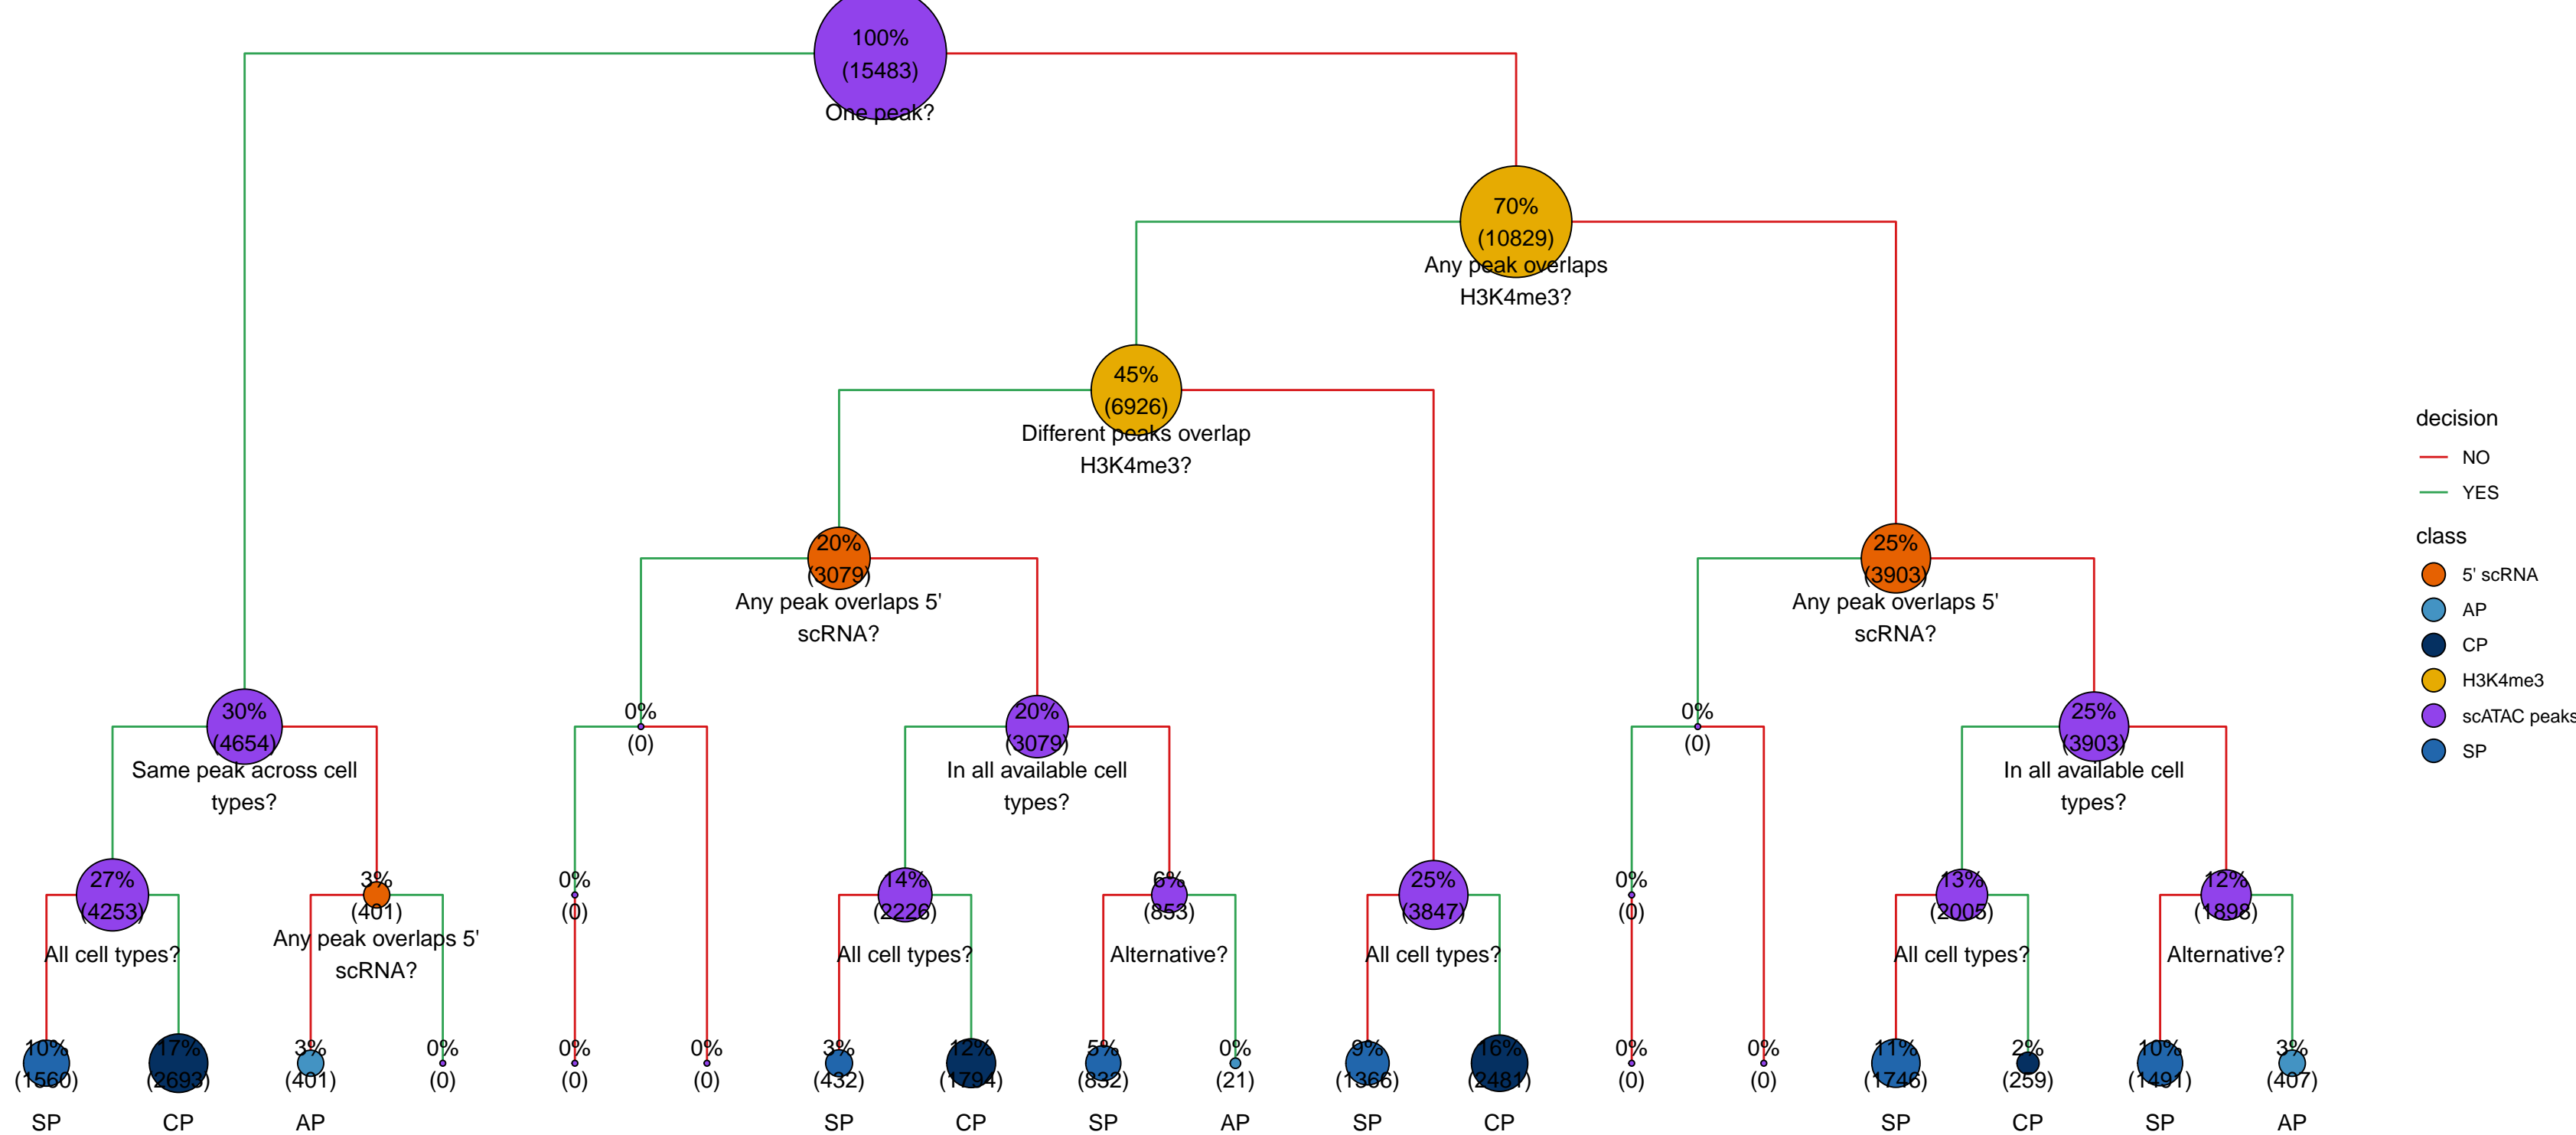 100%
(15483)
One peak?
70%
(10829)
Any peak overlaps
H3K4me3?
45%
(6926)
Different peaks overlap
H3K4me3?
20%
(3079)
Any peak overlaps 5'
scRNA?
25%
(3903)
Any peak overlaps 5'
scRNA?
30%
(4654)
Same peak across cell
types?
0%
(0)
20%
(3079)
In all available cell
types?
0%
(0)
25%
(3903)
In all available cell
types?
27%
(4253)
All cell types?
3%
(401)
Any peak overlaps 5'
scRNA?
0%
(0)
14%
(2226)
All cell types?
6%
(853)
Alternative?
25%
(3847)
All cell types?
0%
(0)
13%
(2005)
All cell types?
12%
(1898)
Alternative?
10%
(1560)
SP
17%
(2693)
CP
3%
(401)
AP
0%
(0)
0%
(0)
0%
(0)
3%
(432)
SP
12%
(1794)
CP
5%
(832)
SP
0%
(21)
AP
9%
(1366)
SP
16%
(2481)
CP
0%
(0)
0%
(0)
11%
(1746)
SP
2%
(259)
CP
10%
(1491)
SP
3%
(407)
AP
decision
NO
YES
class
5' scRNA
AP
CP
H3K4me3
scATAC peaks
SP